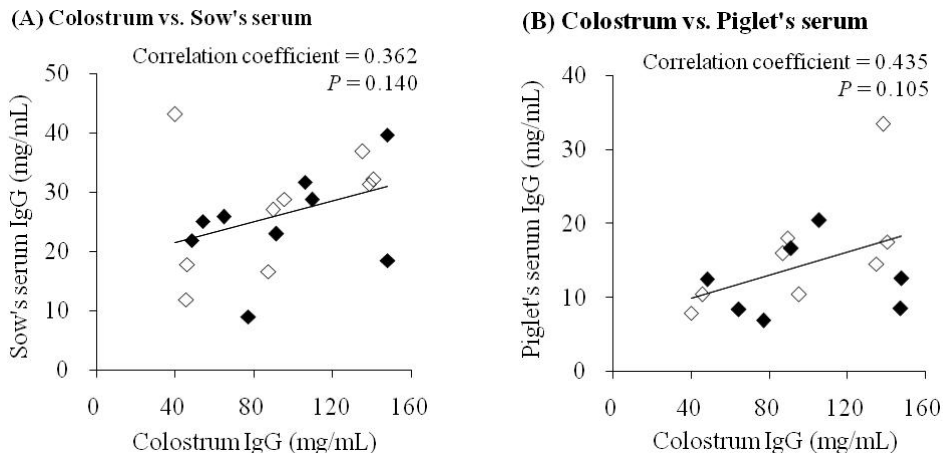 (A) Colostrum vs. Sow's serum
Correlation coefficient = 0.362
P = 0.140
50
40
30
20
10
0
Sow's serum IgG (mg/mL)
0 40 80 120 160
Colostrum IgG (mg/mL)
(B) Colostrum vs. Piglet's serum
Correlation coefficient = 0.435
P = 0.105
40
30
20
10
0
Piglet's serum IgG (mg/mL)
0 40 80 120 160
Colostrum IgG (mg/mL)